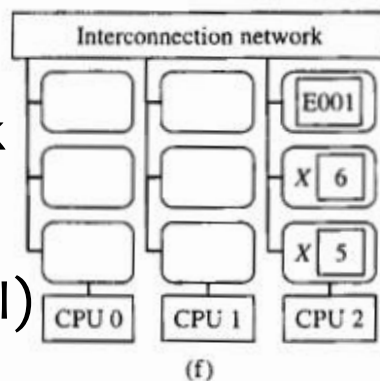 Interconnection network
E001
X 6
X 5
CPU 0 CPU 1 CPU 2
(f)